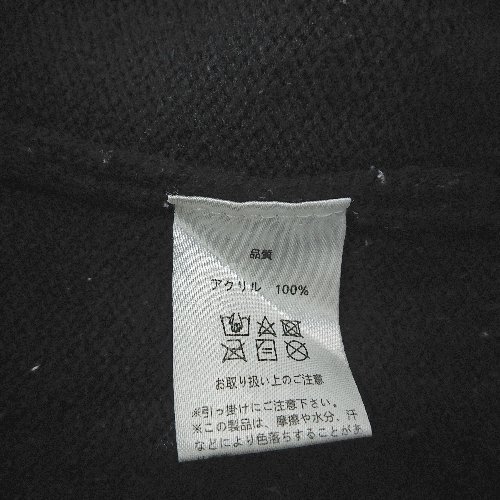 品質
アクリル 100%
お取り扱い上のご注意
※引っ掛けにご注意下さい。
※この製品は、摩擦や水分、汗
などにより色落ちすることがあ